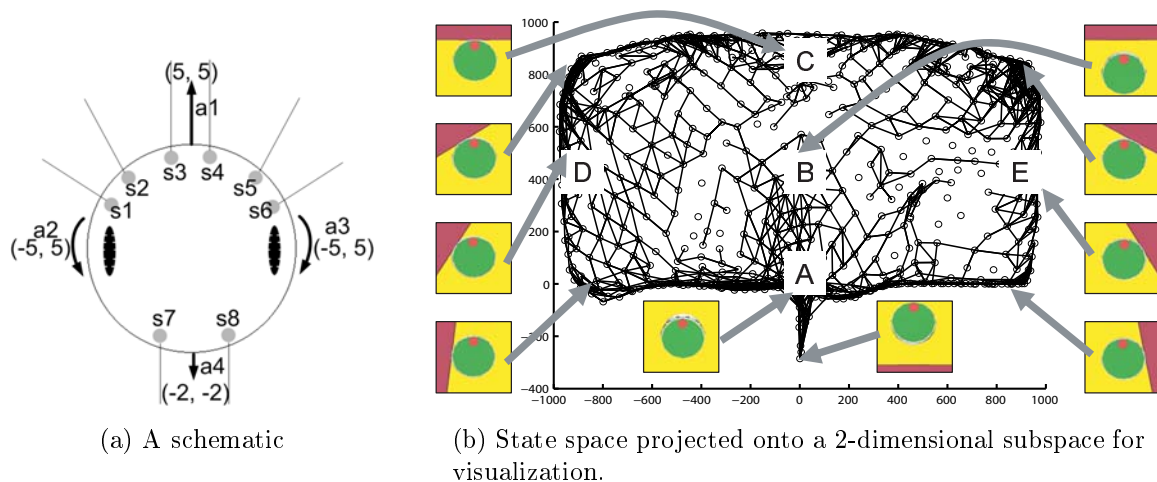 (5, 5)
a1
s3
s4
s2
s5
s1
s6
a2
(-5, 5)
a3
(-5, 5)
s7
s8
a4
(-2, -2)
(a) A schematic
1000
800
600
400
200
0
−200
−400
−1000
−800
−600
−400
−200
0
200
400
600
800
1000
C
D
B
E
A
(b) State space projected onto a 2-dimensional subspace for
visualization.